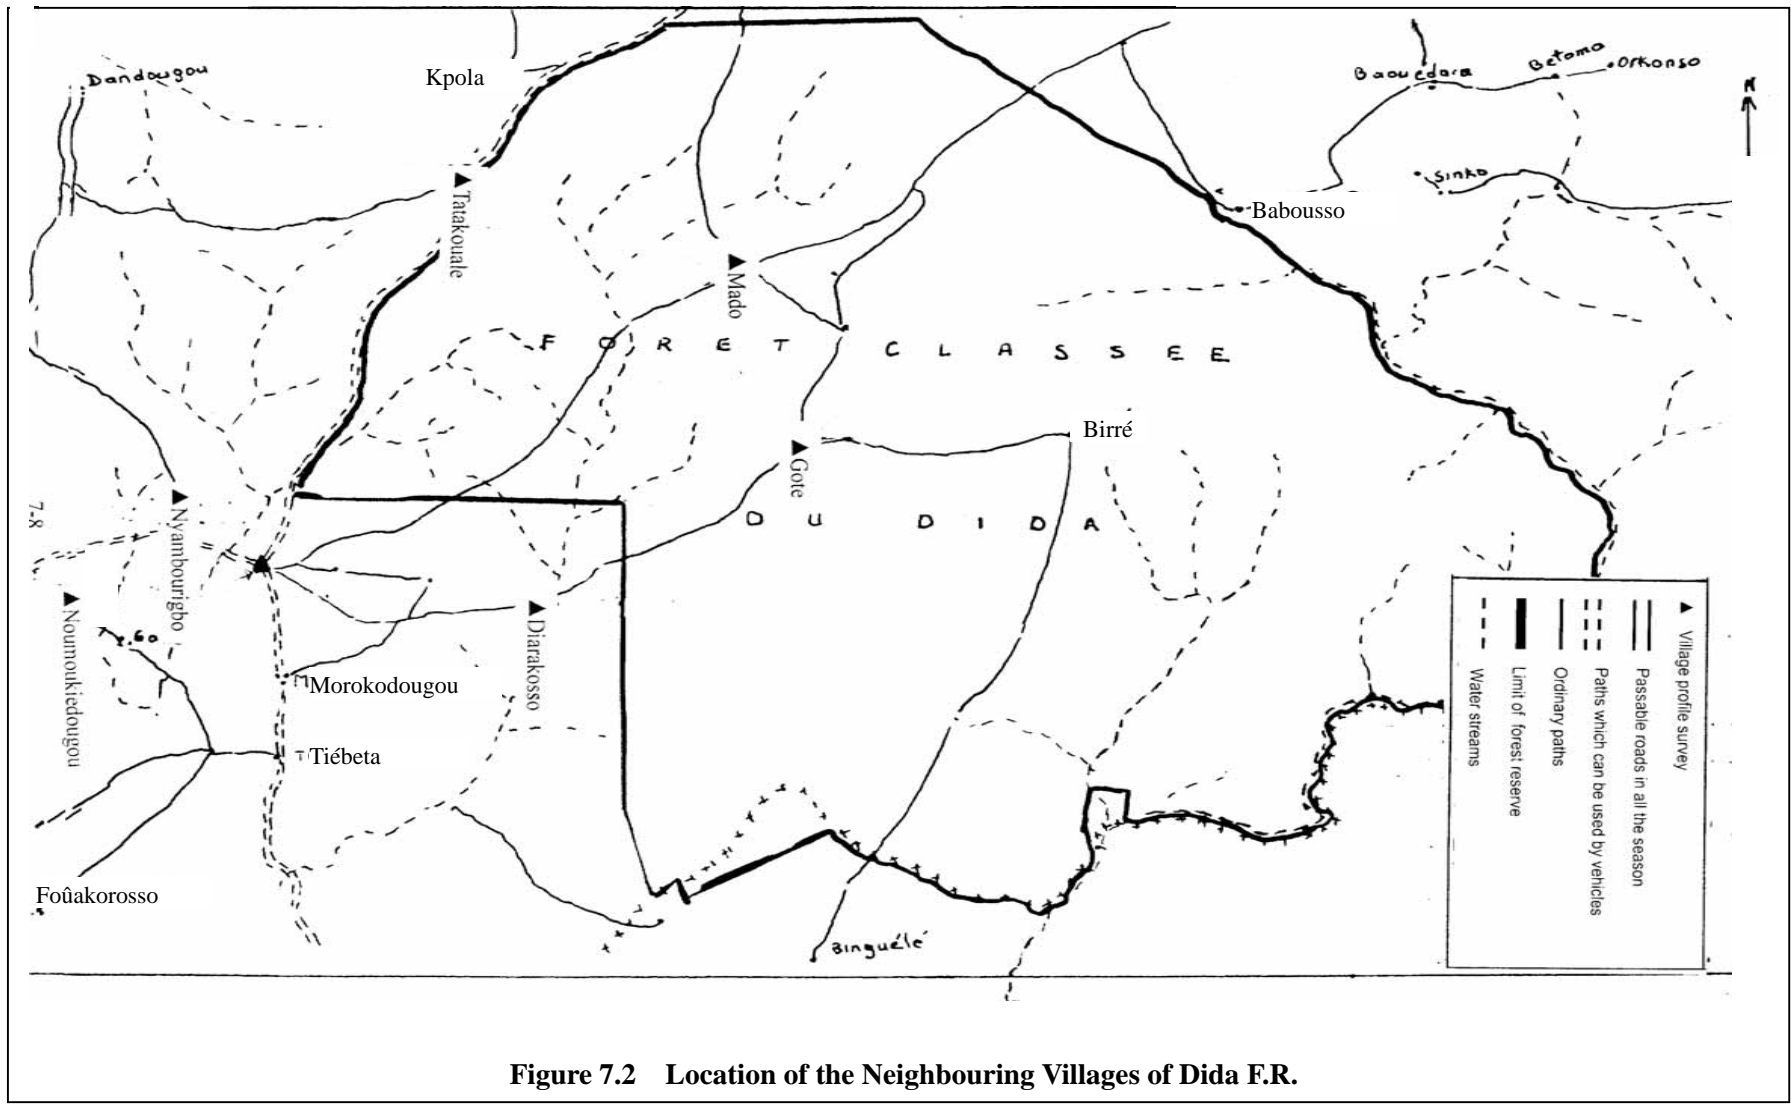 Kpola
Dandougou
Baouedara
Betoma
Orkonso
N
Sinko
Tatakouale
Babousso
Mado
FORET CLASSEE
Birré
Gote
DU DIDA
7-8
Nyambourigbo
Noumoukiedougou
Diarakosso
Morokodougou
Tiébeta
Foûakorosso
Binguélé
Village profile survey
Passable roads in all the season
Paths which can be used by vehicles
Ordinary paths
Limit of forest reserve
Water streams
Figure 7.2 Location of the Neighbouring Villages of Dida F.R.